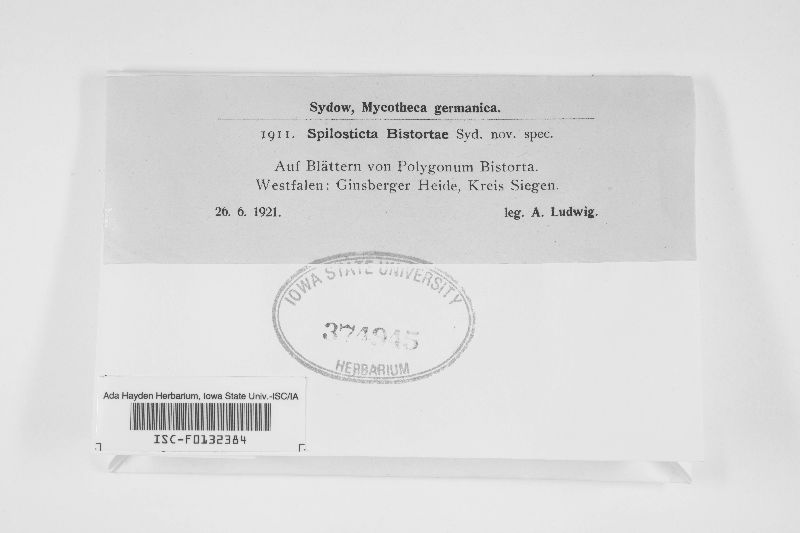 Sydow, Mycotheca germanica.
1911. Spilosticta Bistortae Syd. nov. spec.
Auf Blättern von Polygonum Bistorta.
Westfalen: Ginsberger Heide, Kreis Siegen.
26. 6. 1921. leg. A. Ludwig.
IOWA STATE UNIVERSITY
374945
HERBARIUM
Ada Hayden Herbarium, Iowa State Univ.-ISC/IA
ISC-F0132384